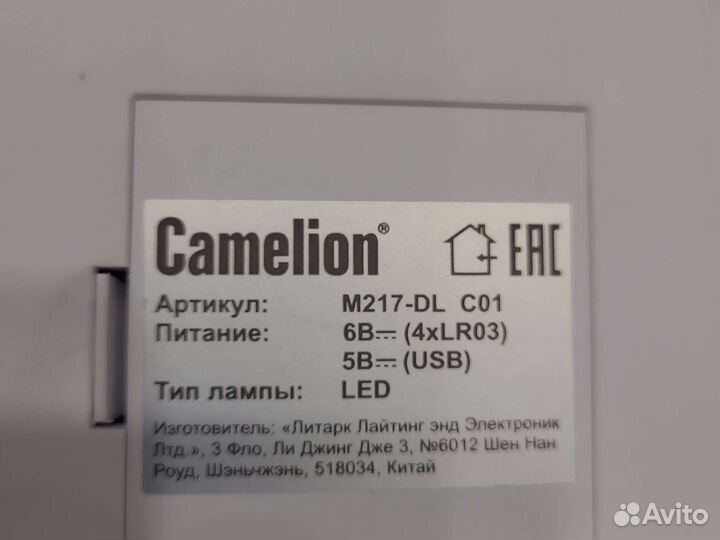 Camelion®
EAC
Артикул: M217-DL C01
Питание: 6В⎓ (4xLR03)
5В⎓ (USB)
Тип лампы: LED
Изготовитель: «Литарк Лайтинг энд Электроник
Лтд.», 3 Фло, Ли Джинг Дже 3, №6012 Шен Нан
Роуд, Шэньчжэнь, 518034, Китай
Avito